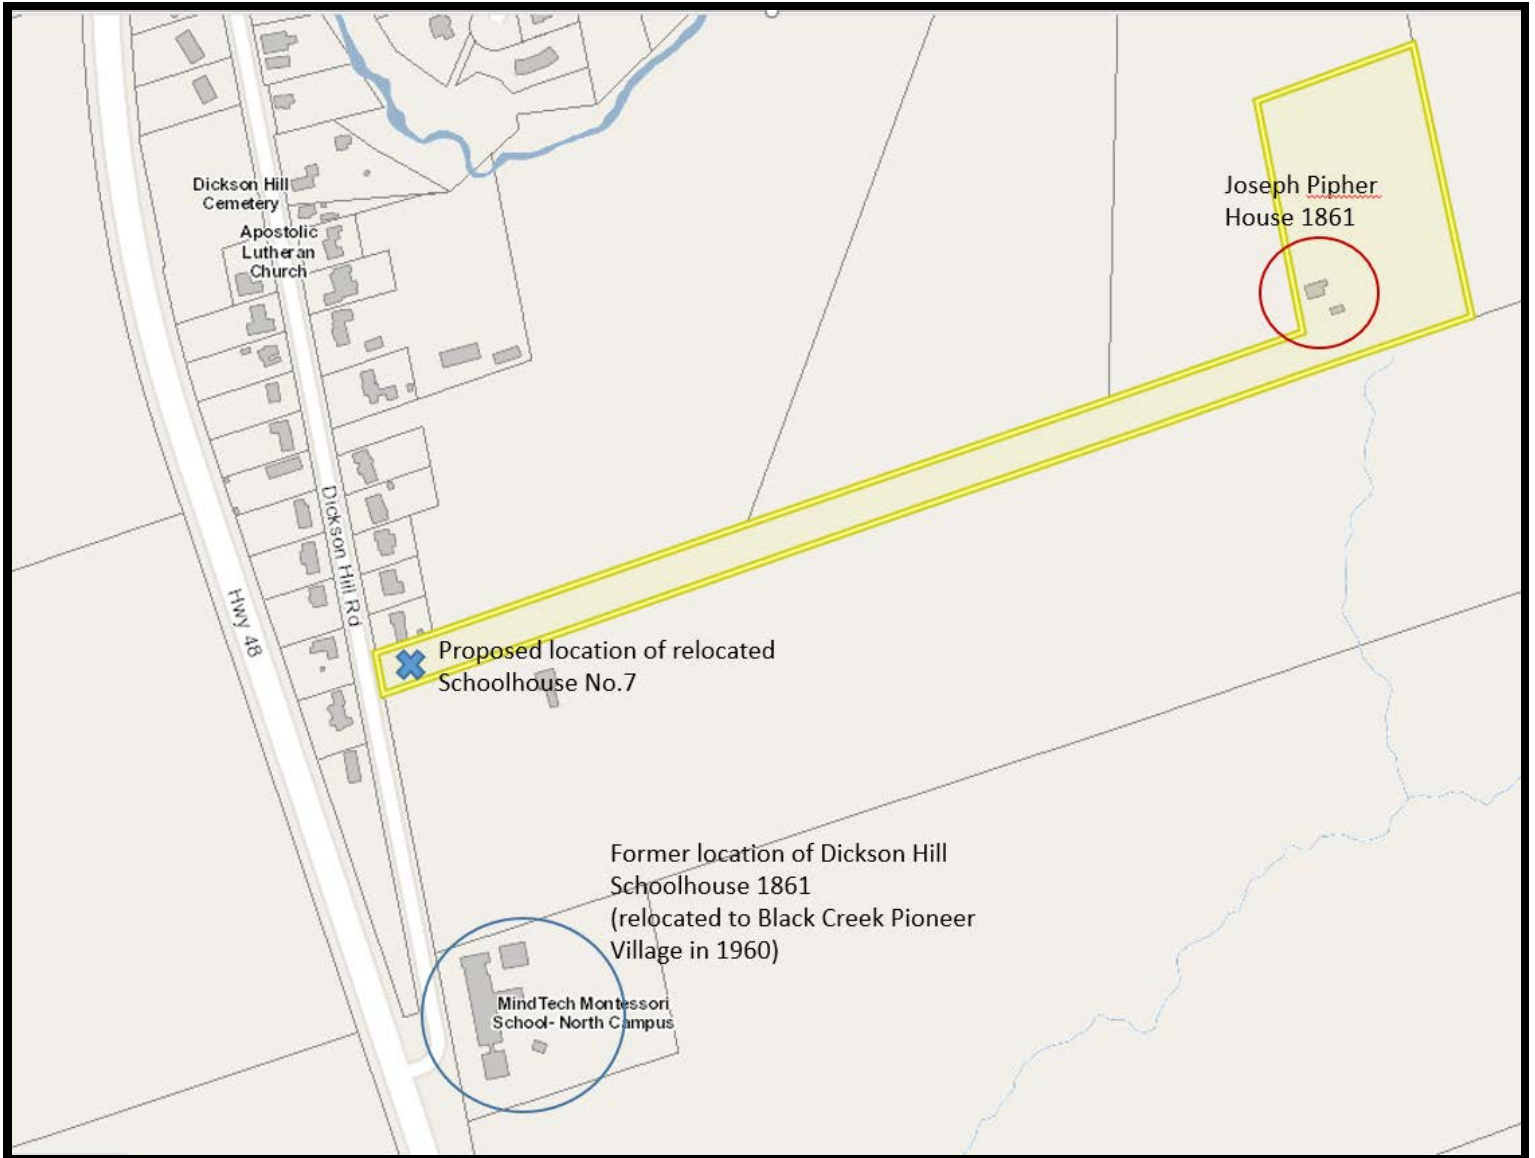 Dickson Hill
Cemetery
Apostolic
Lutheran
Church
Joseph Pipher
House 1861
Dickson Hill Rd
Hwy 48
Proposed location of relocated
Schoolhouse No.7
Former location of Dickson Hill
Schoolhouse 1861
(relocated to Black Creek Pioneer
Village in 1960)
MindTech Montessori
School- North Campus